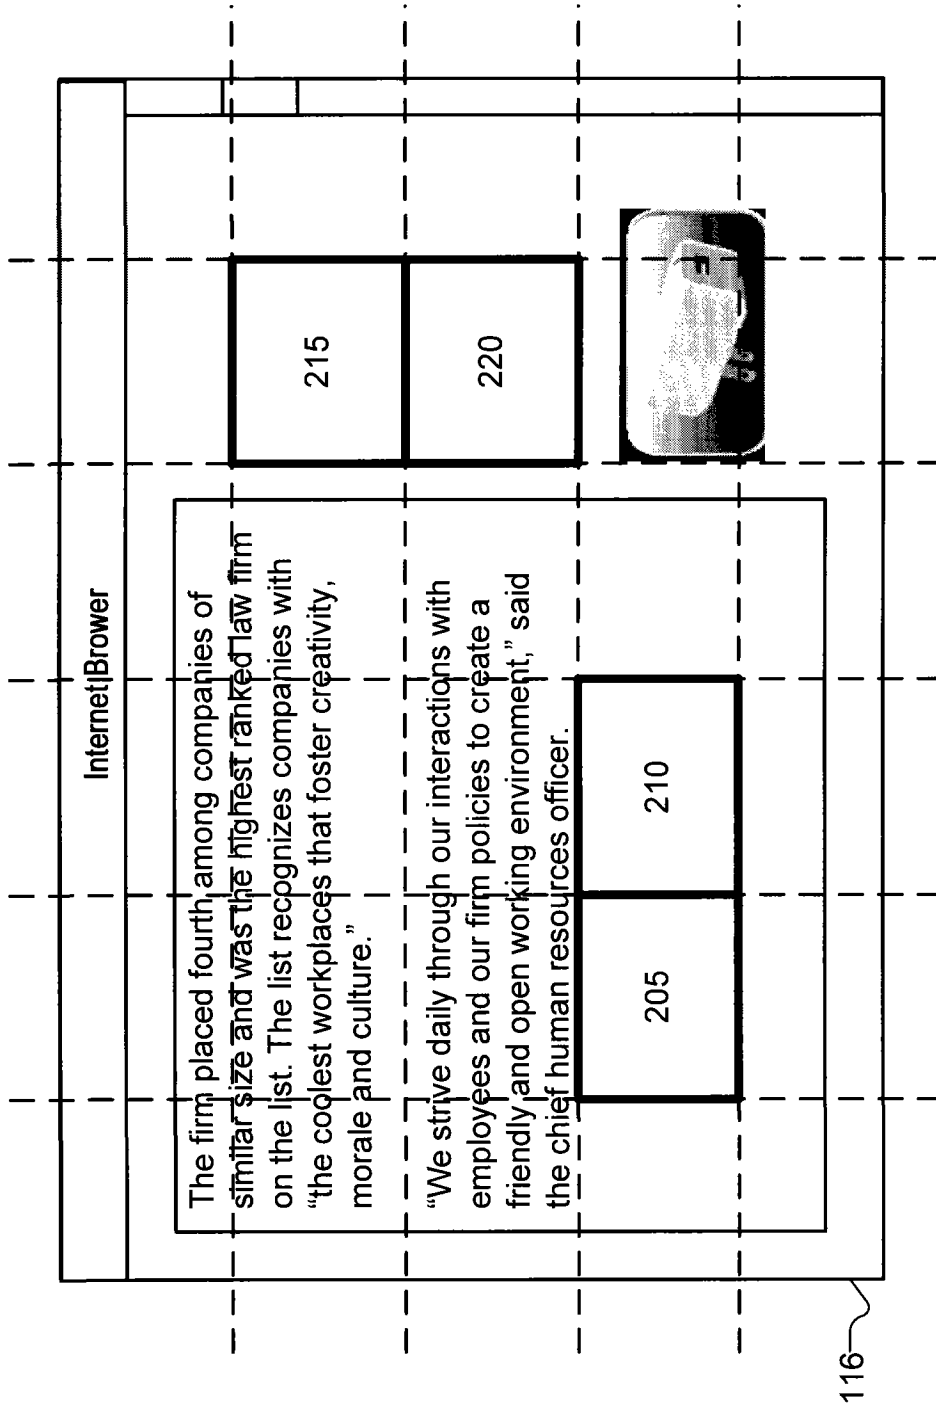 Internet Brower
The firm placed fourth among companies of
similar size and was the highest ranked law firm
on the list. The list recognizes companies with
“the coolest workplaces that foster creativity,
morale and culture.”
“We strive daily through our interactions with
employees and our firm policies to create a
friendly and open working environment,” said
the chief human resources officer.
205
210
215
220
F
116